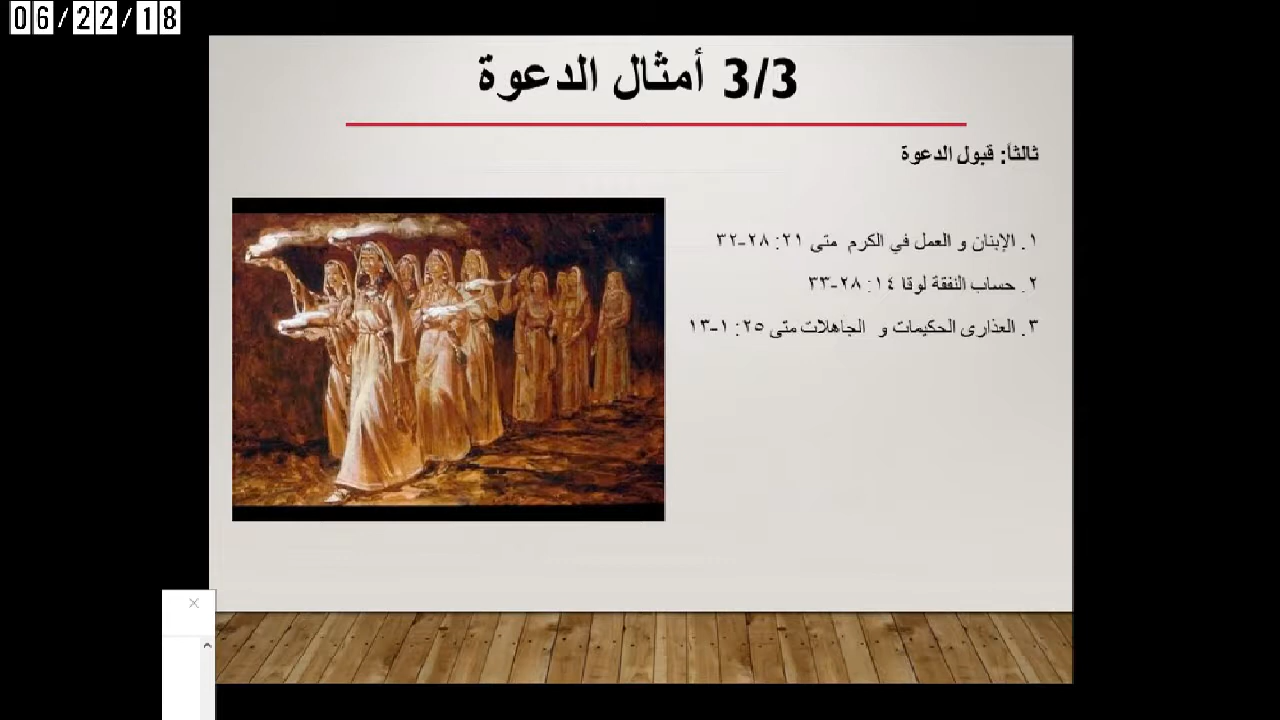 06/22/18
3/3 أمثال الدعوة
ثالثاً: قبول الدعوة
١. الإبنان و العمل في الكرم متى ٢١: ٢٨-٣٢
٢. حساب النفقة لوقا ١٤: ٢٨-٣٣
٣. العذارى الحكيمات و الجاهلات متى ٢٥: ١-١٣